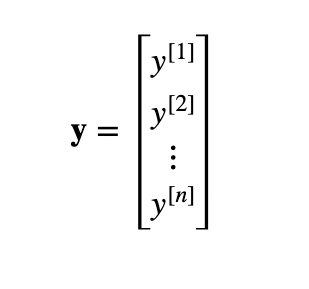 y = [ y^[1]
y^[2]
⋮
y^[n] ]